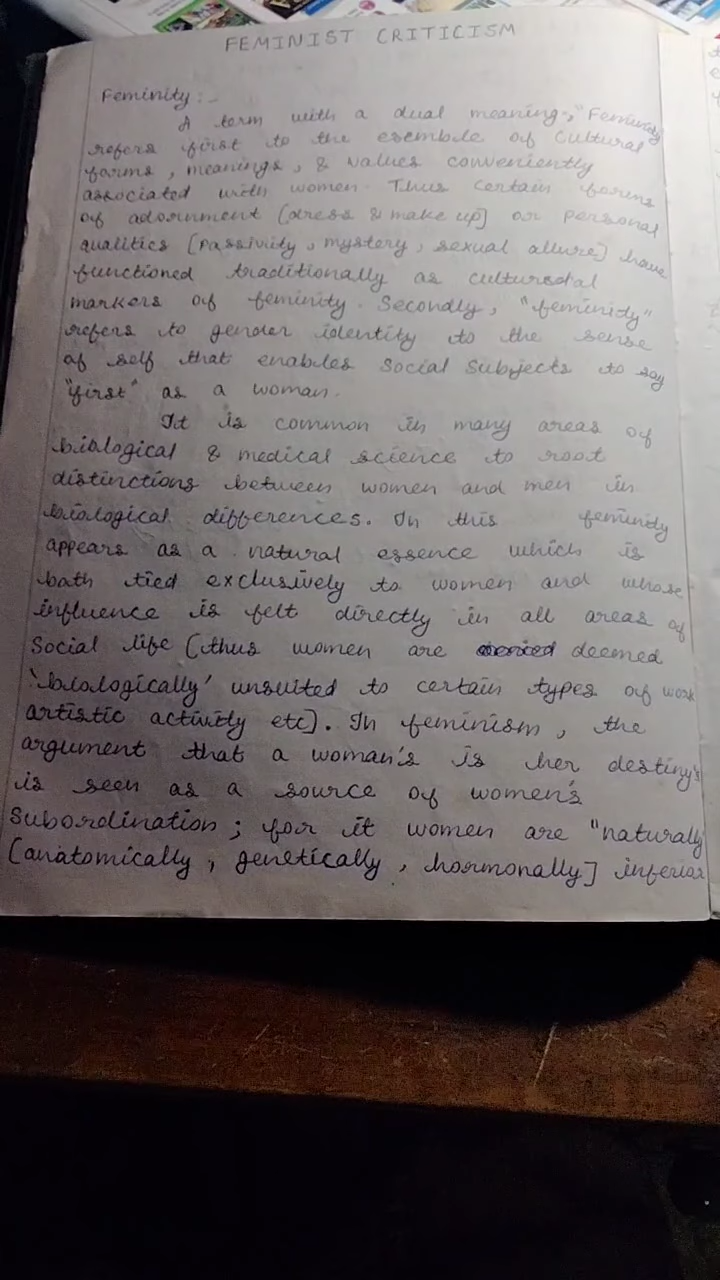 FEMINIST CRITICISM
Feminity :-
A term with a dual meaning, "Feminity
refers first to the esemble of cultural
forms, meanings, & values conveniently
associated with women. Thus certain forms
of adornment [dress & make up] or personal
qualities [passivity, mystery, sexual allure] have
functioned traditionally as culturedal
markers of feminity. Secondly, "feminity"
refers to gender identity to the sense
of self that enables social subjects to say
"first" as a woman.
It is common in many areas of
biological & medical science to root
distinctions between women and men in
biological differences. In this feminity
appears as a natural essence which is
both tied exclusively to women and whose
influence is felt directly in all areas of
social life (thus women are deemed
'biologically' unsuited to certain types of work
artistic activity etc]. In feminism, the
argument that a woman's is her destiny's
is seen as a source of women's
subordination; for it women are "naturally
[anatomically, genetically, hormonally] inferior